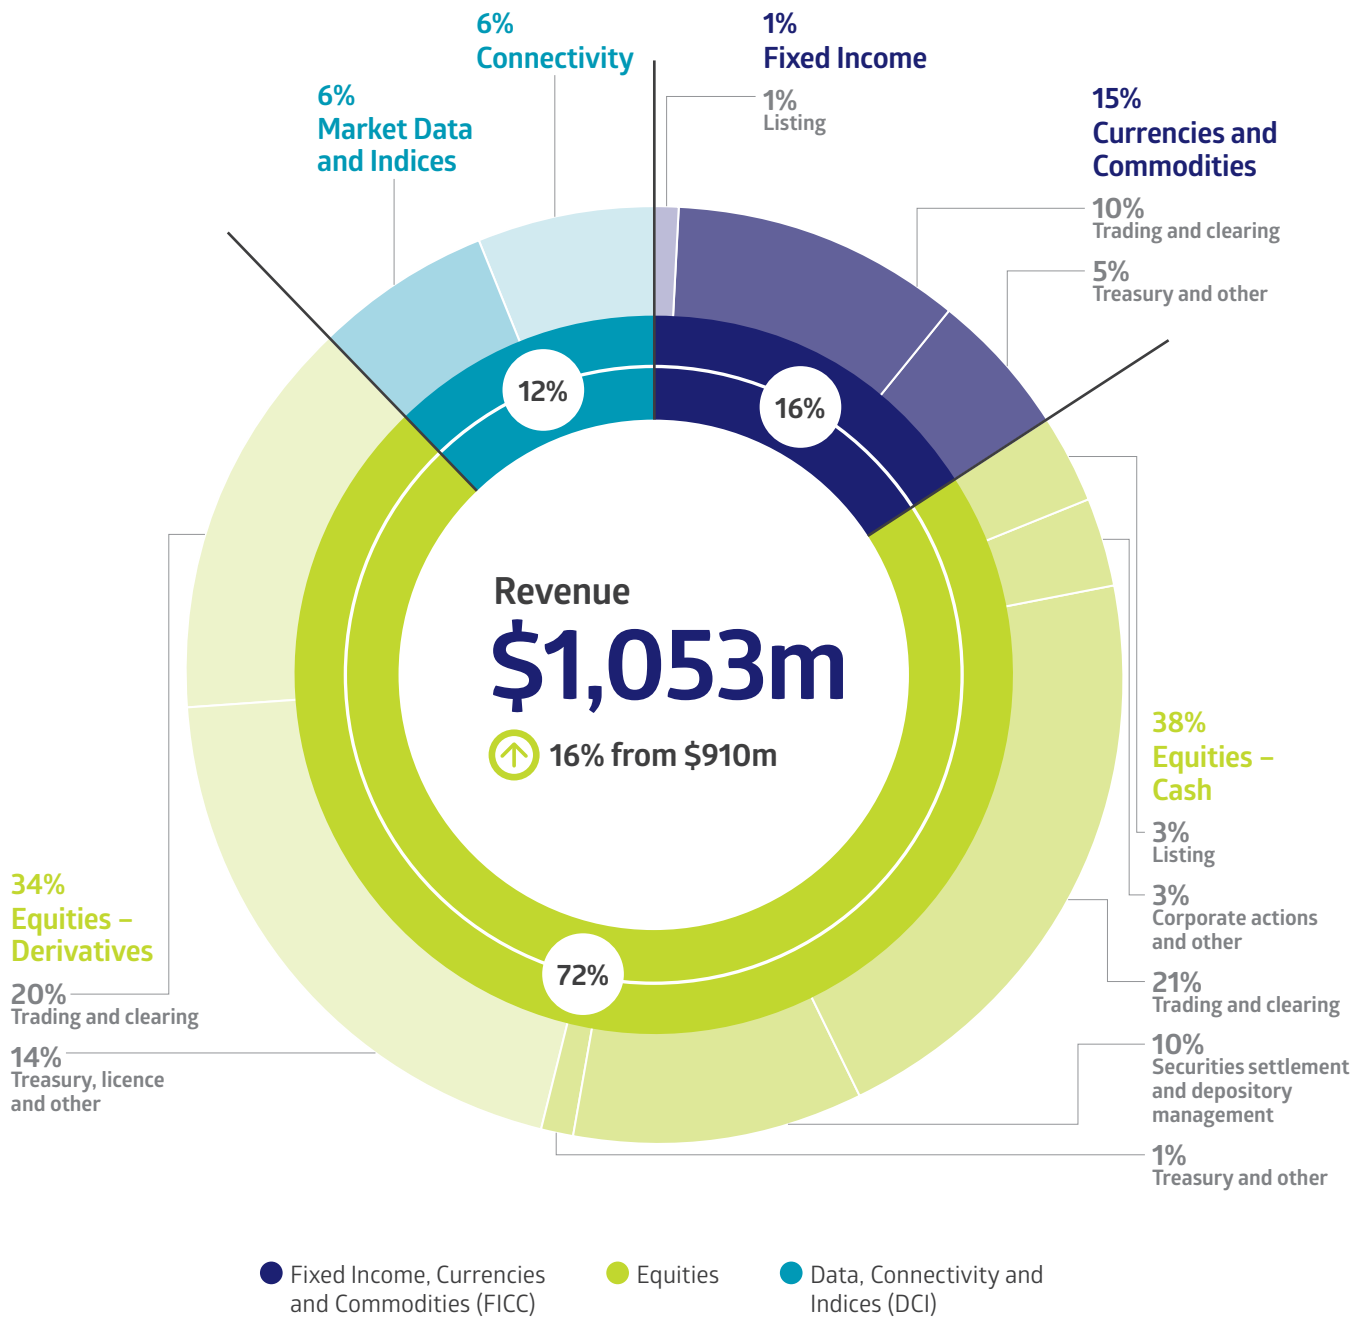 6%
Connectivity
1%
Fixed Income
1%
Listing
6%
Market Data
and Indices
15%
Currencies and
Commodities
10%
Trading and clearing
5%
Treasury and other
12%
16%
Revenue
$1,053m
16% from $910m
72%
38%
Equities –
Cash
3%
Listing
3%
Corporate actions
and other
21%
Trading and clearing
10%
Securities settlement
and depository
management
1%
Treasury and other
34%
Equities –
Derivatives
20%
Trading and clearing
14%
Treasury, licence
and other
Fixed Income, Currencies
and Commodities (FICC)
Equities
Data, Connectivity and
Indices (DCI)